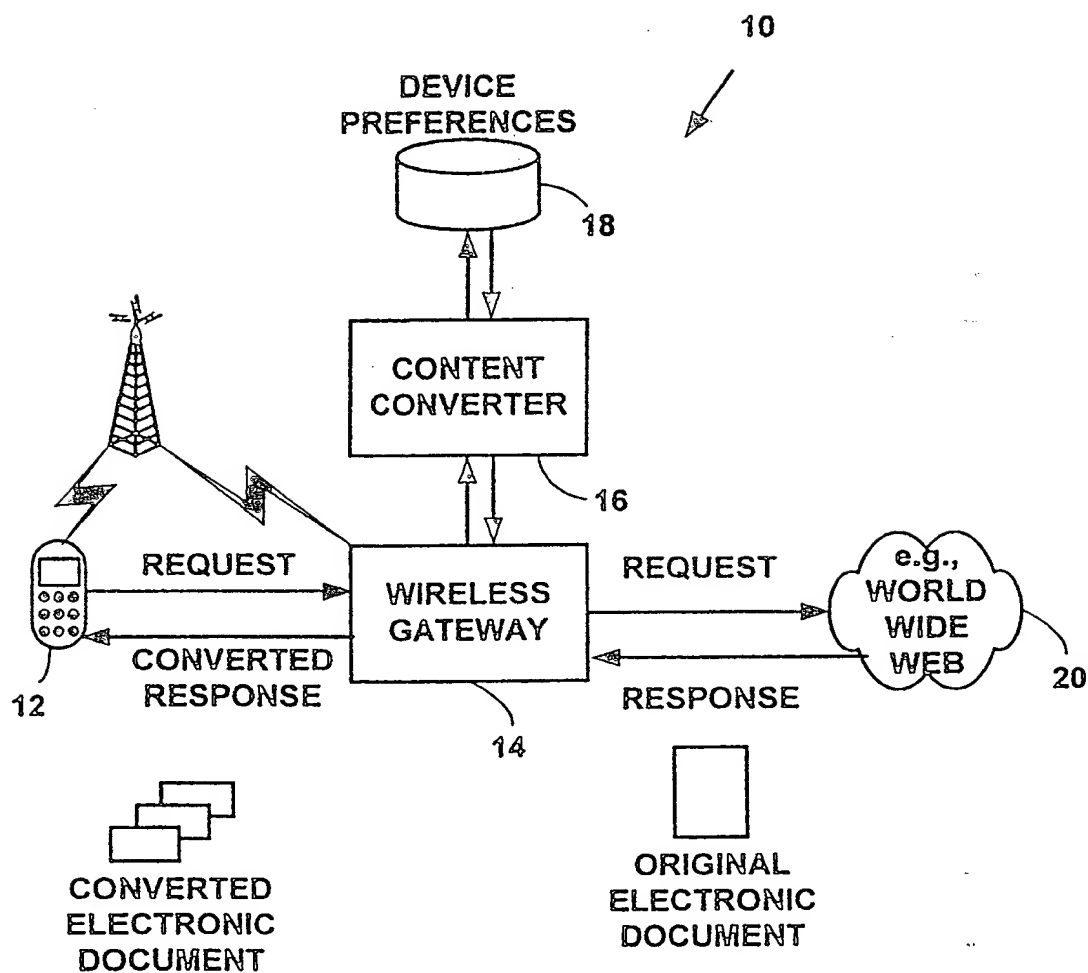 10
DEVICE
PREFERENCES
18
CONTENT
CONVERTER
16
REQUEST
WIRELESS
GATEWAY
REQUEST
e.g.,
WORLD
WIDE
WEB
CONVERTED
RESPONSE
RESPONSE
12
14
20
CONVERTED
ELECTRONIC
DOCUMENT
ORIGINAL
ELECTRONIC
DOCUMENT